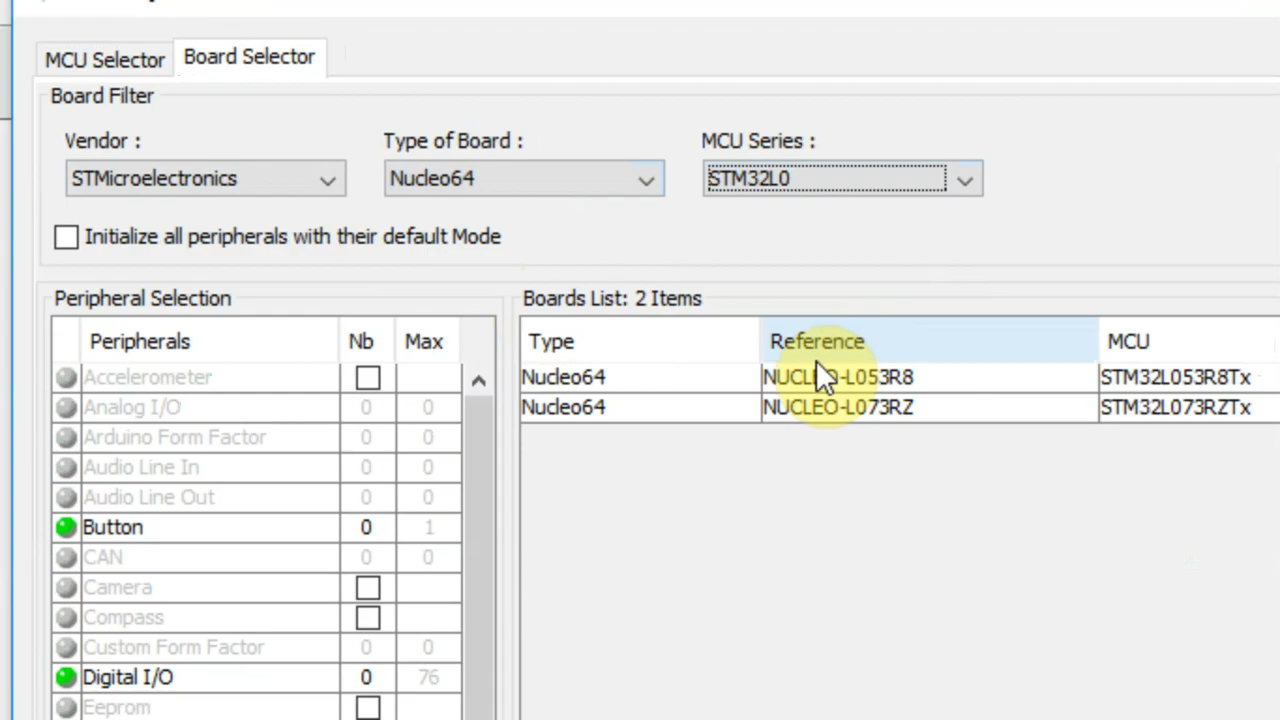 MCU Selector Board Selector
Board Filter
Vendor : Type of Board : MCU Series :
STMicroelectronics Nucleo64 STM32L0
Initialize all peripherals with their default Mode
Peripheral Selection
Peripherals Nb Max
Accelerometer
Analog I/O 0 0
Arduino Form Factor 0 0
Audio Line In 0 0
Audio Line Out 0 0
Button 0 1
CAN 0 0
Camera
Compass
Custom Form Factor 0 0
Digital I/O 0 76
Eeprom
Boards List: 2 Items
Type Reference MCU
Nucleo64 NUCLEO-L053R8 STM32L053R8Tx
Nucleo64 NUCLEO-L073RZ STM32L073RZTx